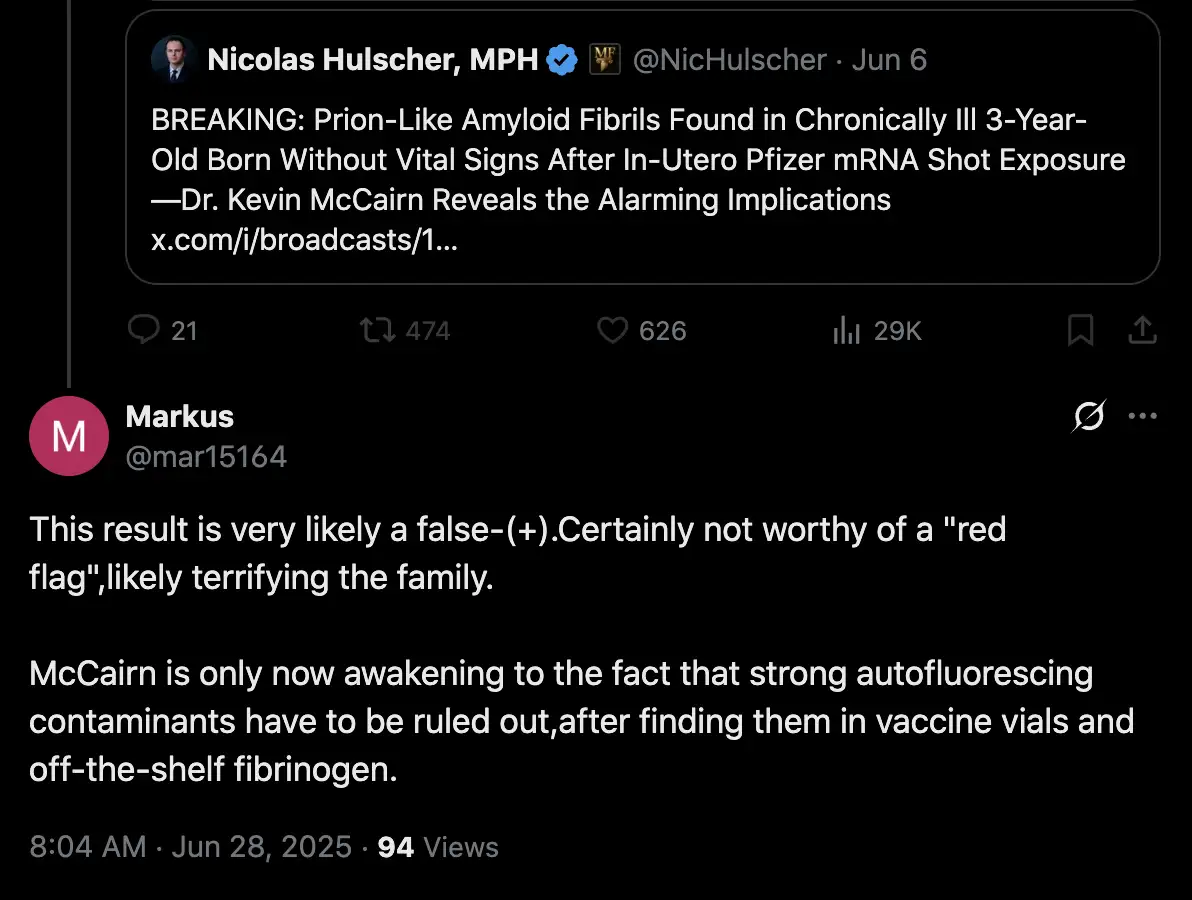 Nicolas Hulscher, MPH MF @NicHulscher · Jun 6
BREAKING: Prion-Like Amyloid Fibrils Found in Chronically Ill 3-Year-
Old Born Without Vital Signs After In-Utero Pfizer mRNA Shot Exposure
—Dr. Kevin McCairn Reveals the Alarming Implications
x.com/i/broadcasts/1...
21 474 626 29K
M
Markus
@mar15164
This result is very likely a false-(+).Certainly not worthy of a "red
flag",likely terrifying the family.
McCairn is only now awakening to the fact that strong autofluorescing
contaminants have to be ruled out,after finding them in vaccine vials and
off-the-shelf fibrinogen.
8:04 AM · Jun 28, 2025 · 94 Views